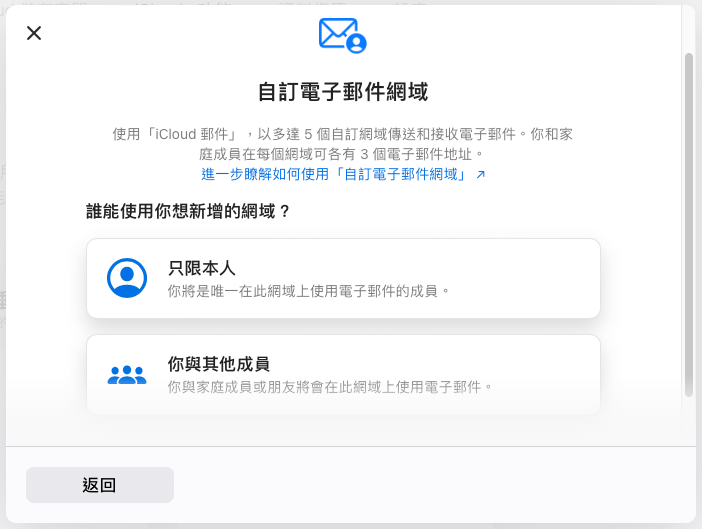 自訂電子郵件網域
使用「iCloud 郵件」，以多達 5 個自訂網域傳送和接收電子郵件。你和家
庭成員在每個網域可各有 3 個電子郵件地址。
進一步瞭解如何使用「自訂電子郵件網域」 ↗
誰能使用你想新增的網域？
只限本人
你將是唯一在此網域上使用電子郵件的成員。
你與其他成員
你與家庭成員或朋友將會在此網域上使用電子郵件。
返回